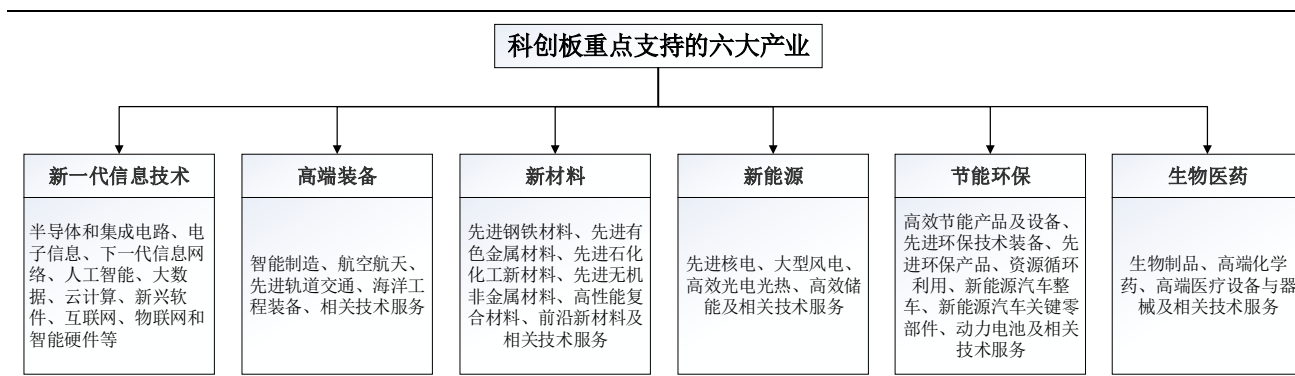 科创板重点支持的六大产业
新一代信息技术
半导体和集成电路、电
子信息、下一代信息网
络、人工智能、大数
据、云计算、新兴软
件、互联网、物联网和
智能硬件等
高端装备
智能制造、航空航天、
先进轨道交通、海洋工
程装备、相关技术服务
新材料
先进钢铁材料、先进有
色金属材料、先进石化
化工新材料、先进无机
非金属材料、高性能复
合材料、前沿新材料及
相关技术服务
新能源
先进核电、大型风电、
高效光电光热、高效储
能及相关技术服务
节能环保
高效节能产品及设备、
先进环保技术装备、先
进环保产品、资源循环
利用、新能源汽车整
车、新能源汽车关键零
部件、动力电池及相关
技术服务
生物医药
生物制品、高端化学
药、高端医疗设备与器
械及相关技术服务